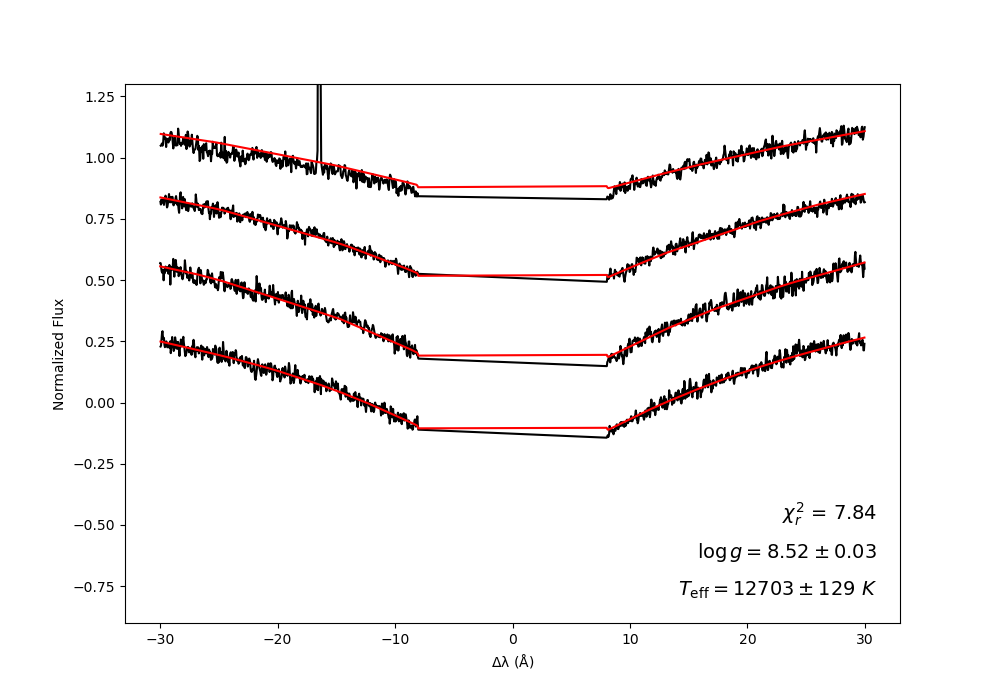 1.25
1.00
0.75
0.50
0.25
0.00
−0.25
−0.50
−0.75
Normalized Flux
χ²ᵣ = 7.84
log g = 8.52 ± 0.03
T_eff = 12703 ± 129 K
−30 −20 −10 0 10 20 30
Δλ (Å)